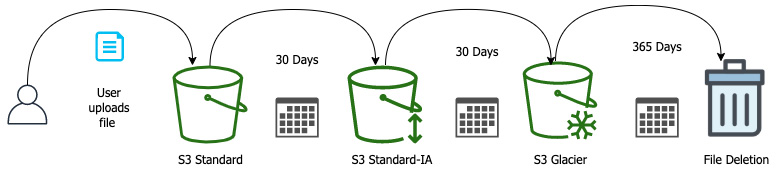 User
uploads
file
S3 Standard
30 Days
S3 Standard-IA
30 Days
S3 Glacier
365 Days
File Deletion